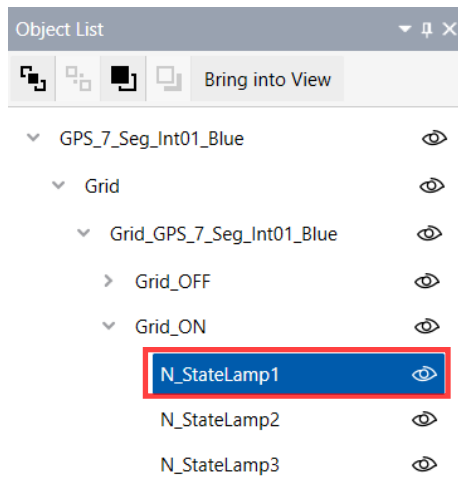 Object List
Bring into View
GPS_7_Seg_Int01_Blue
Grid
Grid_GPS_7_Seg_Int01_Blue
Grid_OFF
Grid_ON
N_StateLamp1
N_StateLamp2
N_StateLamp3